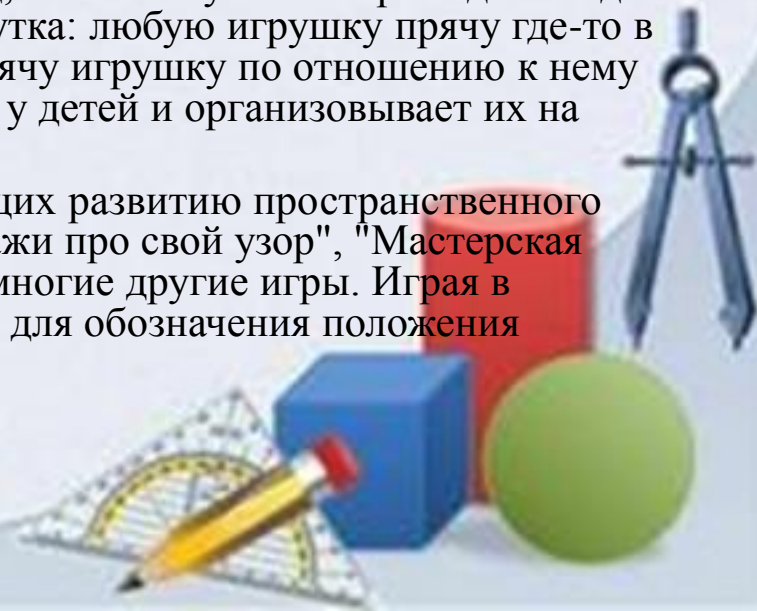 утка: любую игрушку прячу где-то в
ячу игрушку по отношению к нему
у детей и организовывает их на
щих развитию пространственного
ажи про свой узор", "Мастерская
многие другие игры. Играя в
для обозначения положения